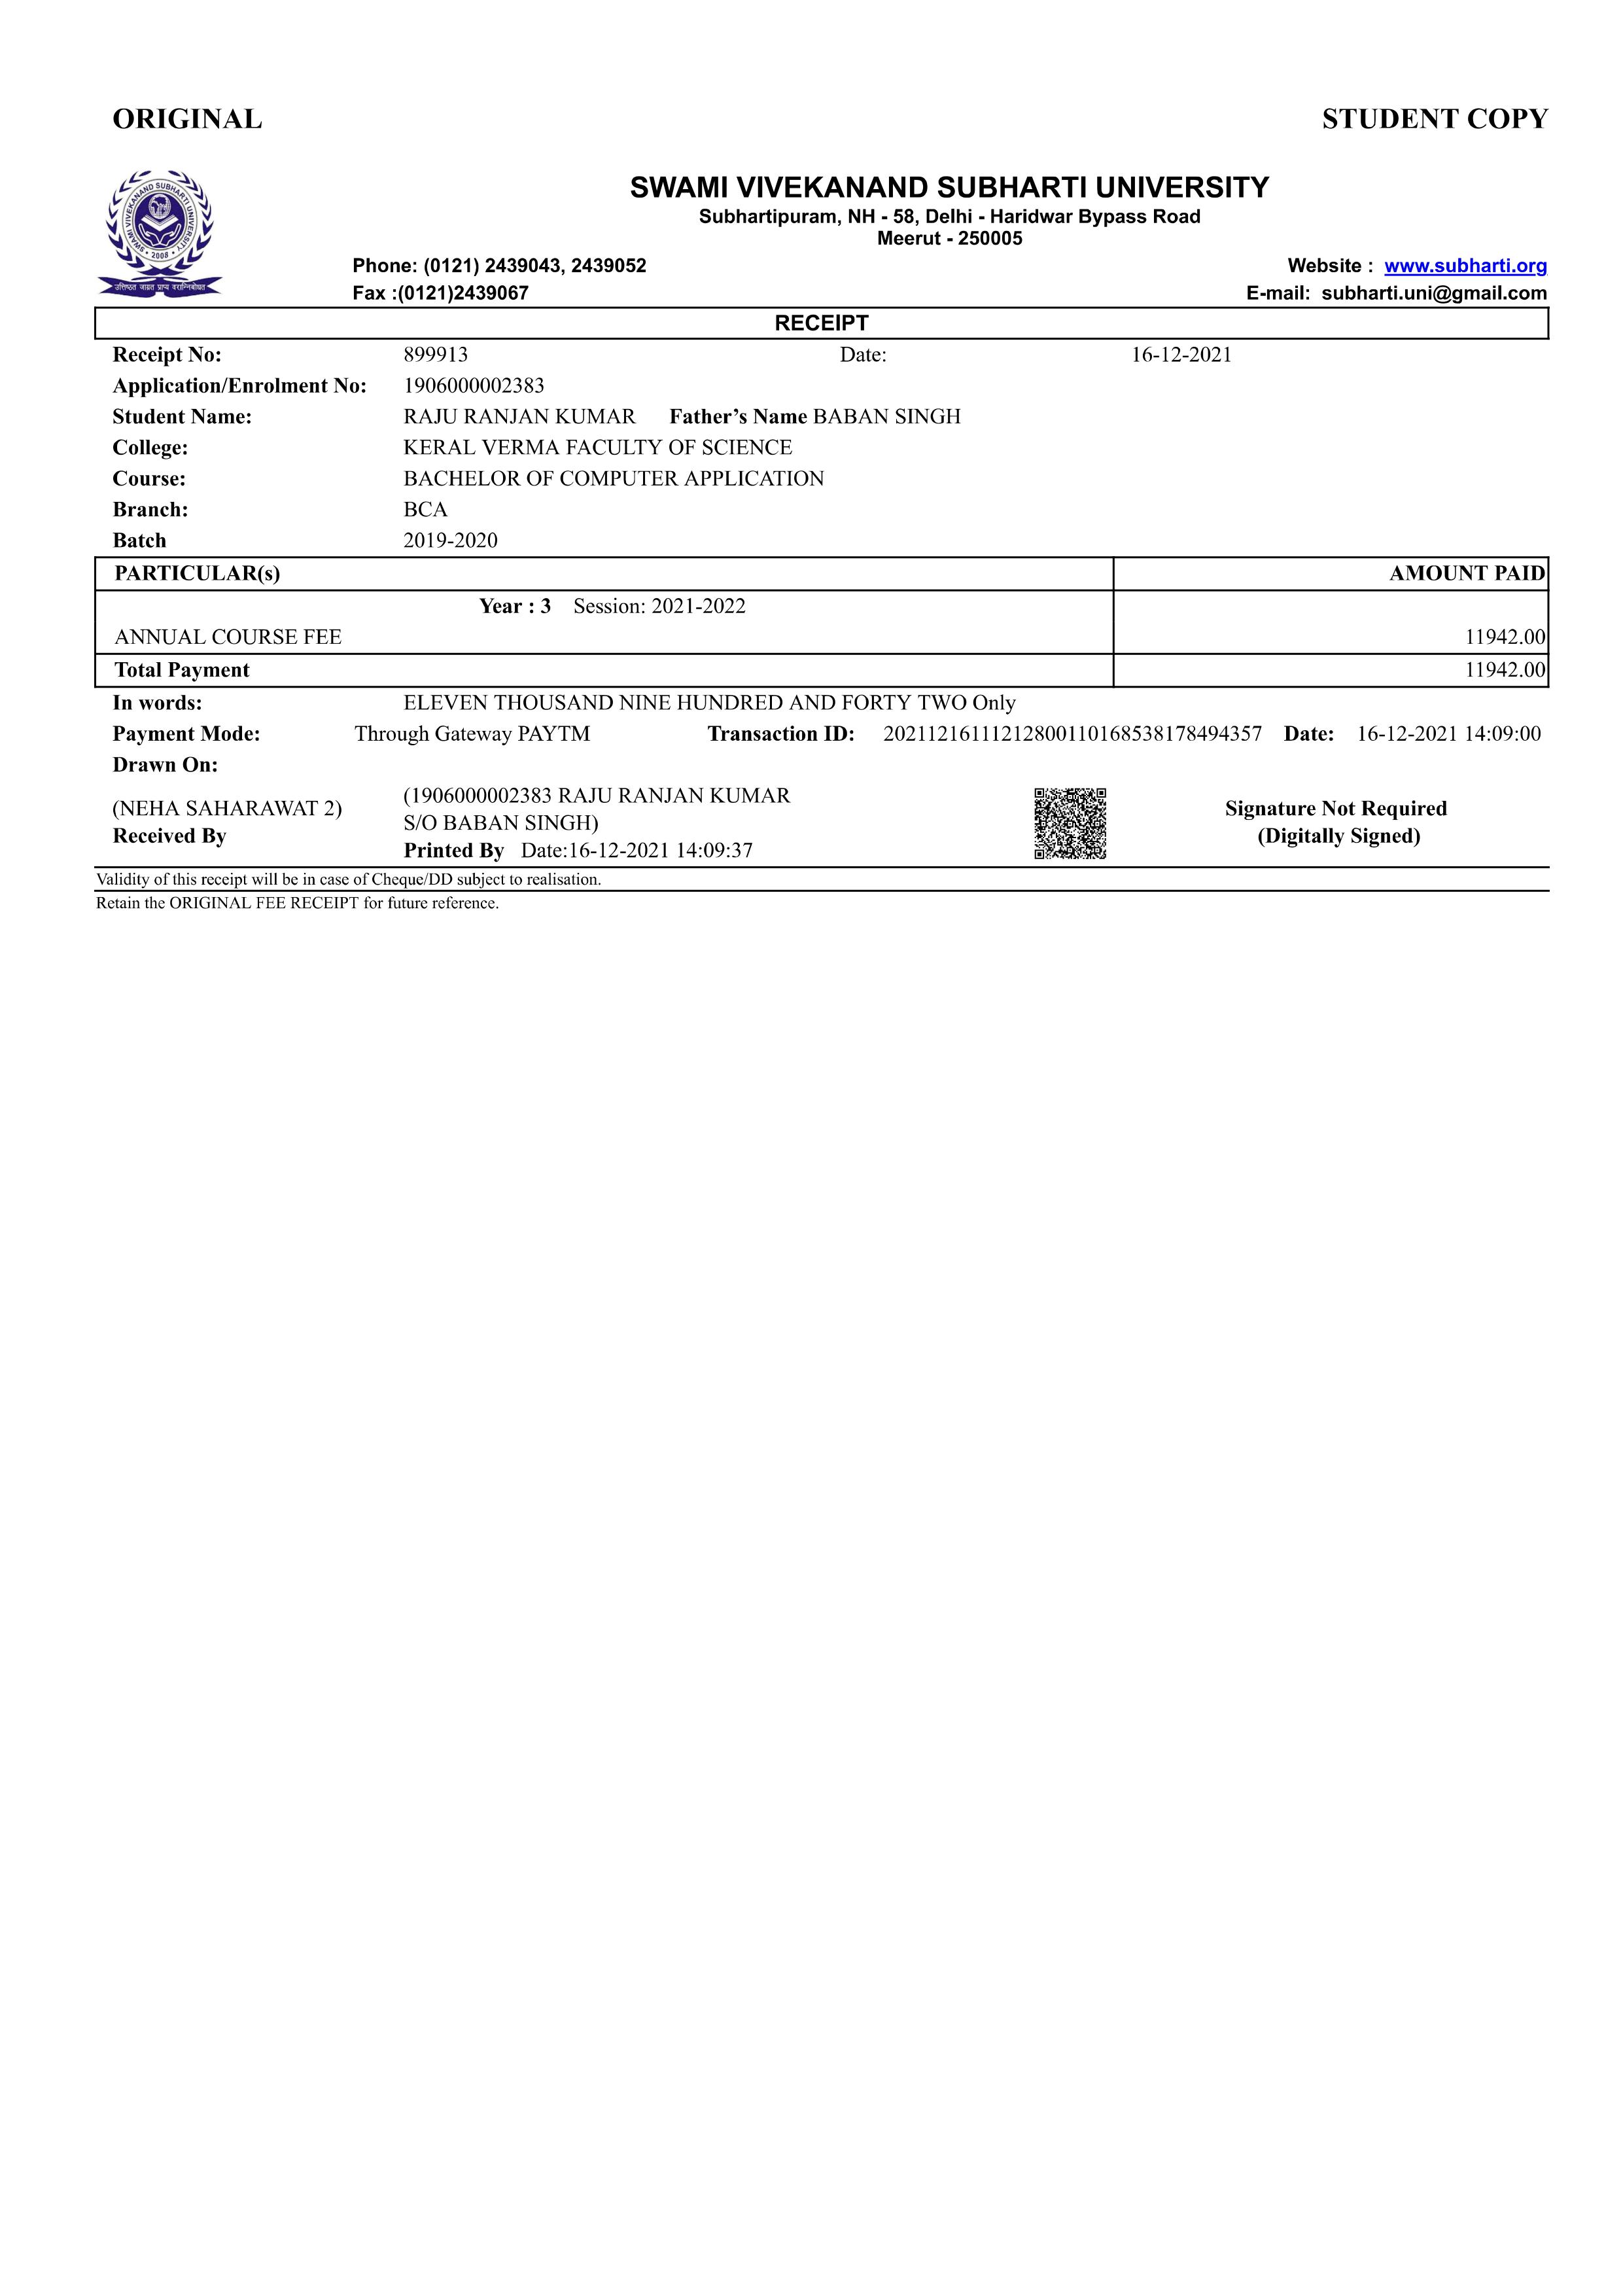 ORIGINAL STUDENT COPY
SWAMI VIVEKANAND SUBHARTI UNIVERSITY
• 2008 •
उत्तिष्ठत जाग्रत प्राप्य वरान्निबोधत
SWAMI VIVEKANAND SUBHARTI UNIVERSITY
Subhartipuram, NH - 58, Delhi - Haridwar Bypass Road
Meerut - 250005
Phone: (0121) 2439043, 2439052 Website : www.subharti.org
Fax :(0121)2439067 E-mail: subharti.uni@gmail.com
RECEIPT
Receipt No: 899913 Date: 16-12-2021
Application/Enrolment No: 1906000002383
Student Name: RAJU RANJAN KUMAR Father’s Name BABAN SINGH
College: KERAL VERMA FACULTY OF SCIENCE
Course: BACHELOR OF COMPUTER APPLICATION
Branch: BCA
Batch 2019-2020
PARTICULAR(s) AMOUNT PAID
Year : 3 Session: 2021-2022
ANNUAL COURSE FEE 11942.00
Total Payment 11942.00
In words: ELEVEN THOUSAND NINE HUNDRED AND FORTY TWO Only
Payment Mode: Through Gateway PAYTM Transaction ID: 20211216111212800110168538178494357 Date: 16-12-2021 14:09:00
Drawn On:
(NEHA SAHARAWAT 2)
Received By
(1906000002383 RAJU RANJAN KUMAR
S/O BABAN SINGH)
Printed By Date:16-12-2021 14:09:37
Signature Not Required
(Digitally Signed)
Validity of this receipt will be in case of Cheque/DD subject to realisation.
Retain the ORIGINAL FEE RECEIPT for future reference.